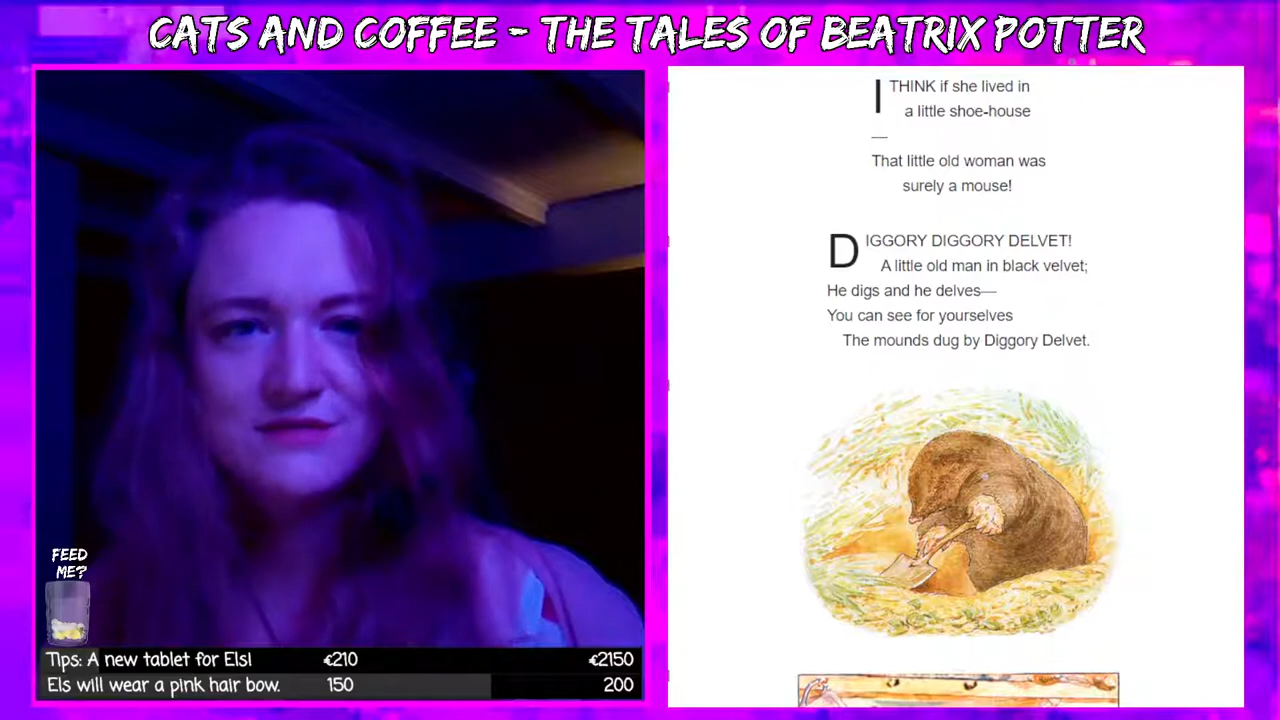 CATS AND COFFEE - THE TALES OF BEATRIX POTTER
I THINK if she lived in
a little shoe-house
—
That little old woman was
surely a mouse!
DIGGORY DIGGORY DELVET!
A little old man in black velvet;
He digs and he delves—
You can see for yourselves
The mounds dug by Diggory Delvet.
FEED
ME?
Tips: A new tablet for Els! €210 €2150
Els will wear a pink hair bow. 150 200